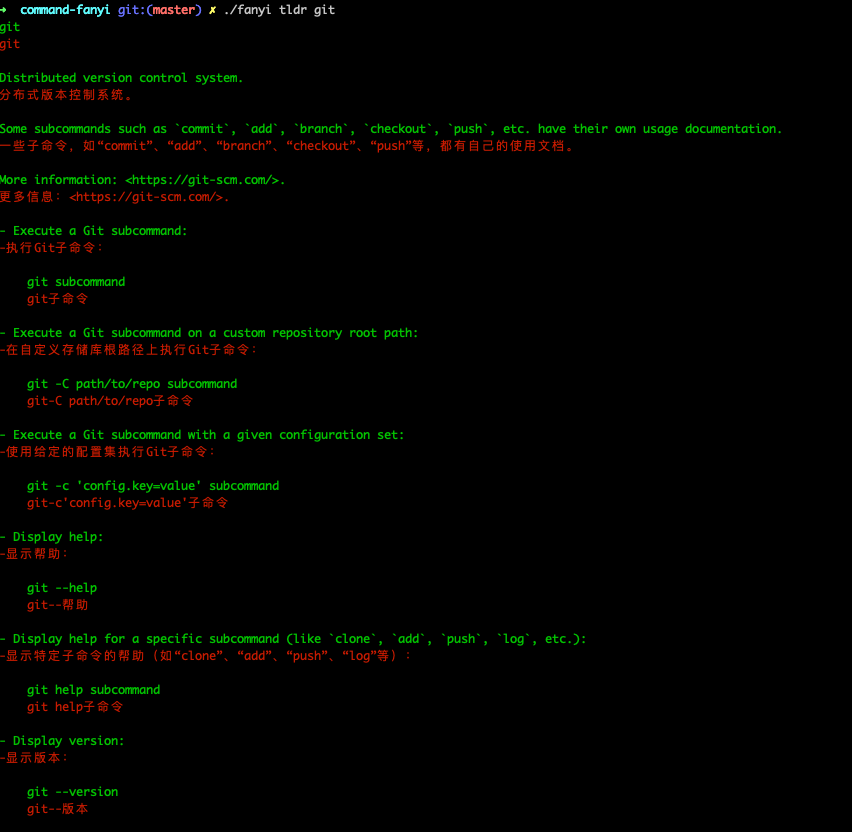 ➜  command-fanyi git:(master) ✗ ./fanyi tldr git
git
git
Distributed version control system.
分布式版本控制系统。
Some subcommands such as `commit`, `add`, `branch`, `checkout`, `push`, etc. have their own usage documentation.
一些子命令，如“commit”、“add”、“branch”、“checkout”、“push”等，都有自己的使用文档。
More information: <https://git-scm.com/>.
更多信息：<https://git-scm.com/>.
- Execute a Git subcommand:
-执行Git子命令：
git subcommand
git子命令
- Execute a Git subcommand on a custom repository root path:
-在自定义存储库根路径上执行Git子命令：
git -C path/to/repo subcommand
git-C path/to/repo子命令
- Execute a Git subcommand with a given configuration set:
-使用给定的配置集执行Git子命令：
git -c 'config.key=value' subcommand
git-c'config.key=value'子命令
- Display help:
-显示帮助：
git --help
git--帮助
- Display help for a specific subcommand (like `clone`, `add`, `push`, `log`, etc.):
-显示特定子命令的帮助（如“clone”、“add”、“push”、“log”等）：
git help subcommand
git help子命令
- Display version:
-显示版本：
git --version
git--版本